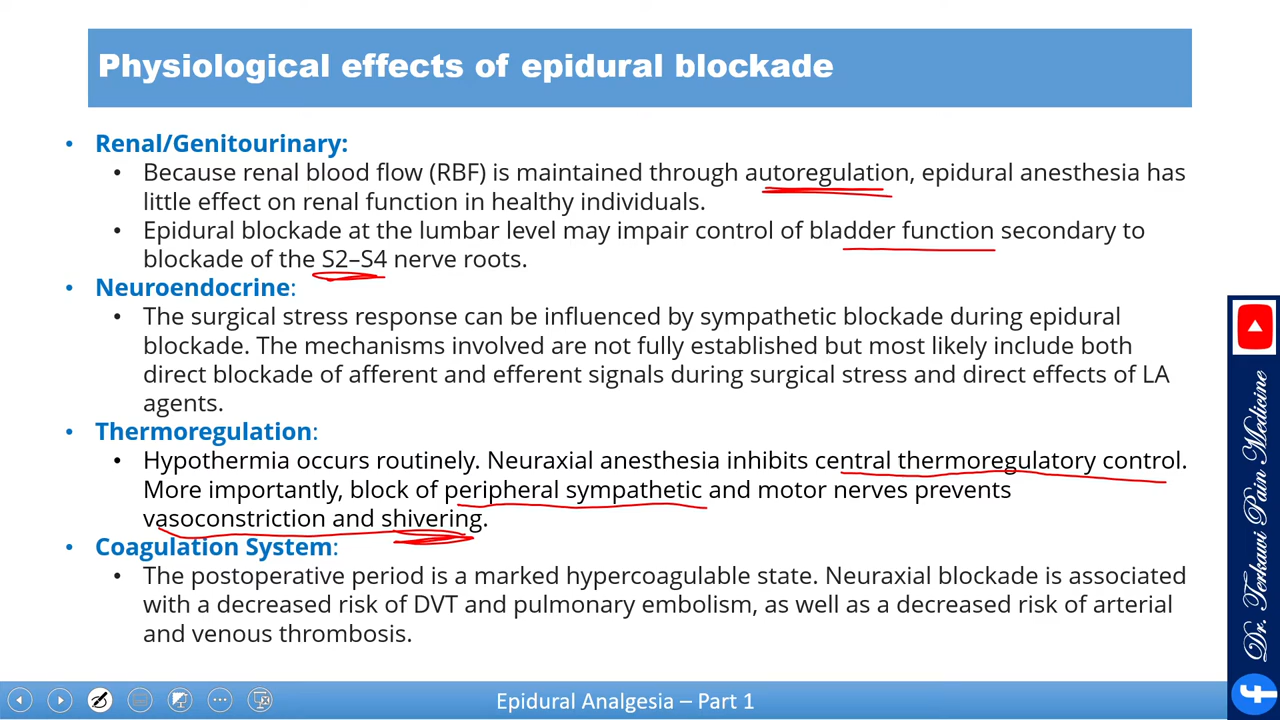 Physiological effects of epidural blockade
• Renal/Genitourinary:
• Because renal blood flow (RBF) is maintained through autoregulation, epidural anesthesia has
little effect on renal function in healthy individuals.
• Epidural blockade at the lumbar level may impair control of bladder function secondary to
blockade of the S2–S4 nerve roots.
• Neuroendocrine:
• The surgical stress response can be influenced by sympathetic blockade during epidural
blockade. The mechanisms involved are not fully established but most likely include both
direct blockade of afferent and efferent signals during surgical stress and direct effects of LA
agents.
• Thermoregulation:
• Hypothermia occurs routinely. Neuraxial anesthesia inhibits central thermoregulatory control.
More importantly, block of peripheral sympathetic and motor nerves prevents
vasoconstriction and shivering.
• Coagulation System:
• The postoperative period is a marked hypercoagulable state. Neuraxial blockade is associated
with a decreased risk of DVT and pulmonary embolism, as well as a decreased risk of arterial
and venous thrombosis.
Epidural Analgesia – Part 1
Dr. Terkawi Pain Medicine